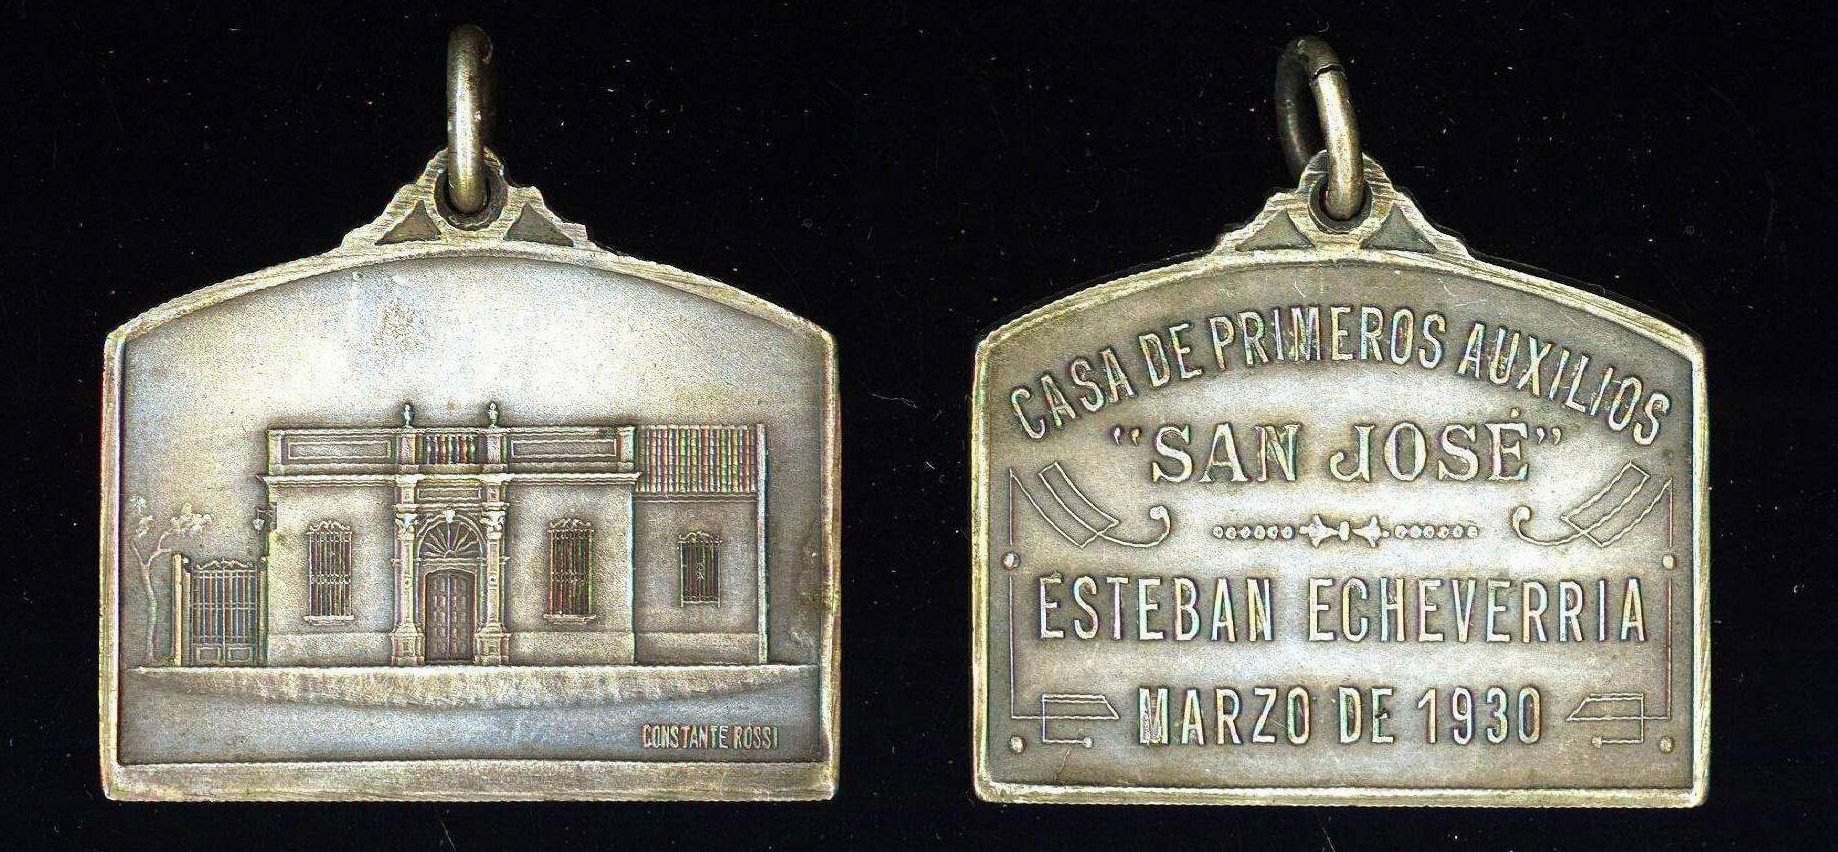 CONSTANTE ROSSI
CASA DE PRIMEROS AUXILIOS
"SAN JOSÉ"
ESTEBAN ECHEVERRIA
MARZO DE 1930